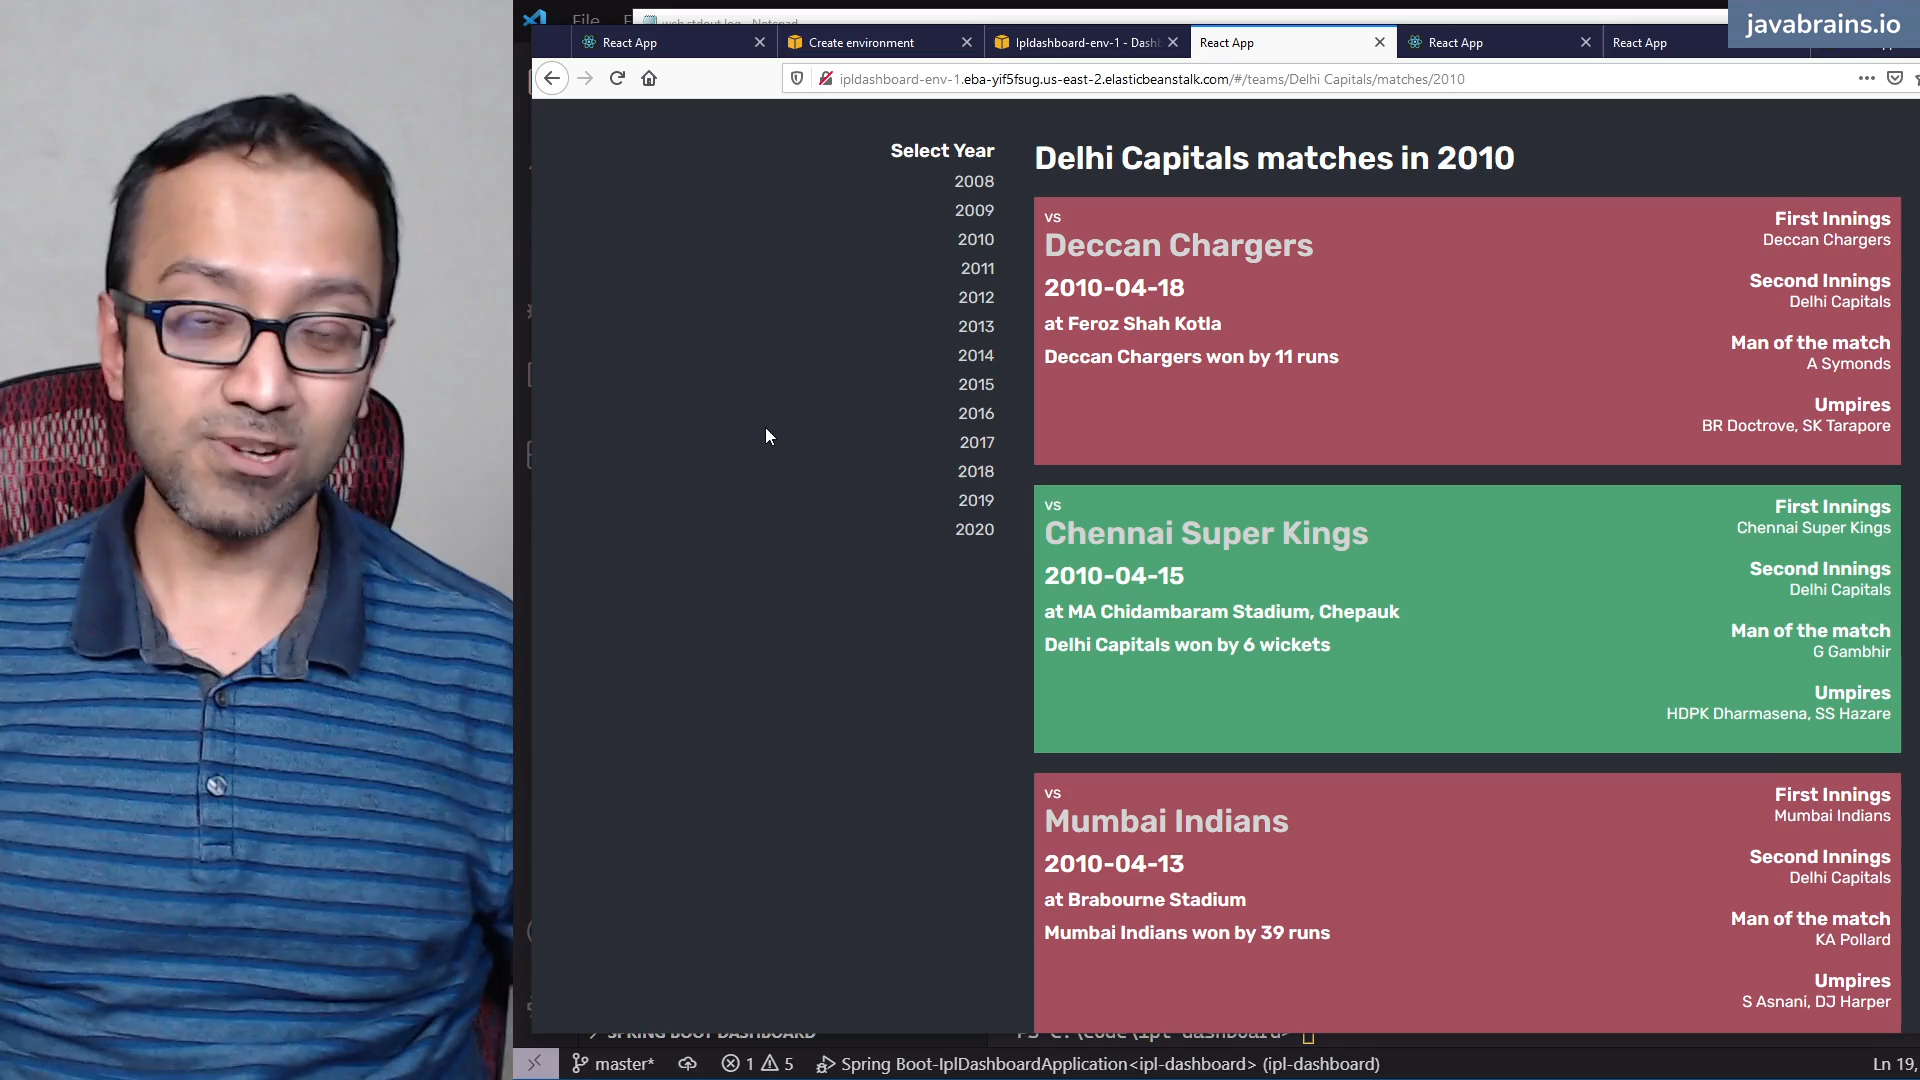 File
javabrains.io
React App
Create environment
Ipldashboard-env-1 - Dashb
React App
React App
React App
ipldashboard-env-1.eba-yif5fsug.us-east-2.elasticbeanstalk.com/#/teams/Delhi Capitals/matches/2010
Select Year
2008
2009
2010
2011
2012
2013
2014
2015
2016
2017
2018
2019
2020
Delhi Capitals matches in 2010
vs
Deccan Chargers
2010-04-18
at Feroz Shah Kotla
Deccan Chargers won by 11 runs
First Innings
Deccan Chargers
Second Innings
Delhi Capitals
Man of the match
A Symonds
Umpires
BR Doctrove, SK Tarapore
vs
Chennai Super Kings
2010-04-15
at MA Chidambaram Stadium, Chepauk
Delhi Capitals won by 6 wickets
First Innings
Chennai Super Kings
Second Innings
Delhi Capitals
Man of the match
G Gambhir
Umpires
HDPK Dharmasena, SS Hazare
vs
Mumbai Indians
2010-04-13
at Brabourne Stadium
Mumbai Indians won by 39 runs
First Innings
Mumbai Indians
Second Innings
Delhi Capitals
Man of the match
KA Pollard
Umpires
S Asnani, DJ Harper
SPRING BOOT DASHBOARD
master*
1
5
Spring Boot-IplDashboardApplication<ipl-dashboard> (ipl-dashboard)
Ln 19,